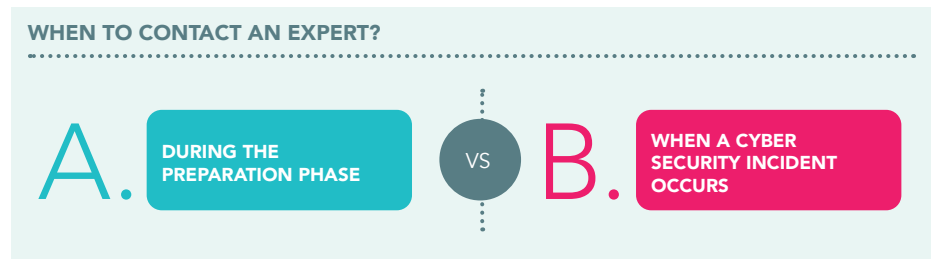 WHEN TO CONTACT AN EXPERT?
A.
DURING THE
PREPARATION PHASE
VS
B.
WHEN A CYBER
SECURITY INCIDENT
OCCURS